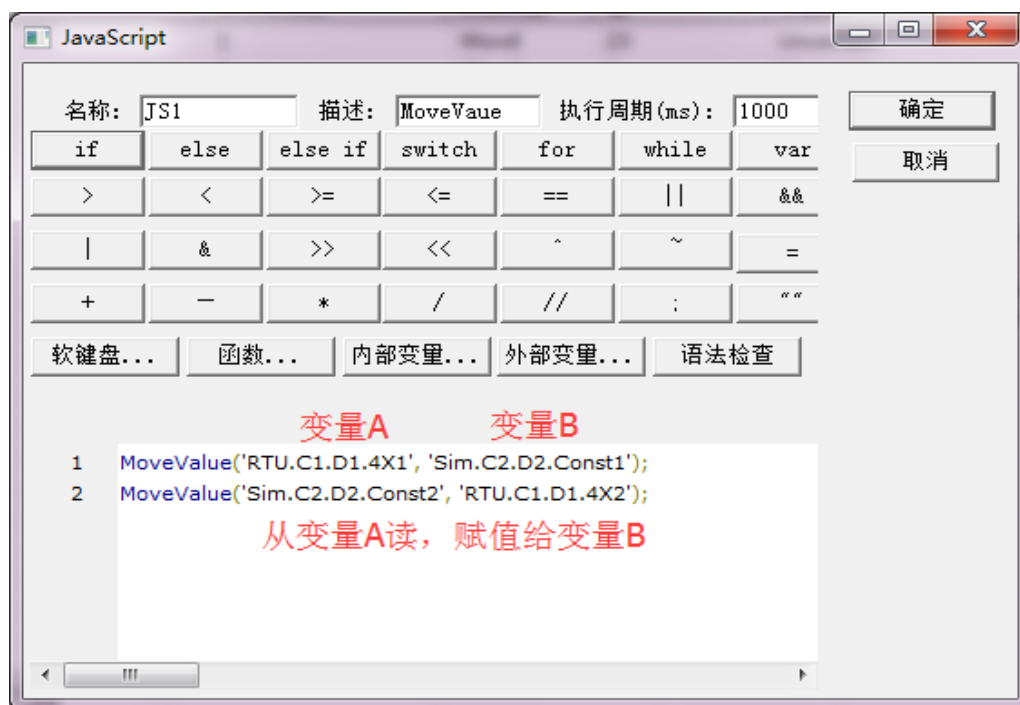 JavaScript
名称: JS1 描述: MoveVaue 执行周期(ms): 1000 确定
if else else if switch for while var 取消
> < >= <= == || &&
| & >> << ^ ~ =
+ — * / // ; ""
软键盘... 函数... 内部变量... 外部变量... 语法检查
变量A 变量B
1 MoveValue('RTU.C1.D1.4X1', 'Sim.C2.D2.Const1');
2 MoveValue('Sim.C2.D2.Const2', 'RTU.C1.D1.4X2');
从变量A读，赋值给变量B